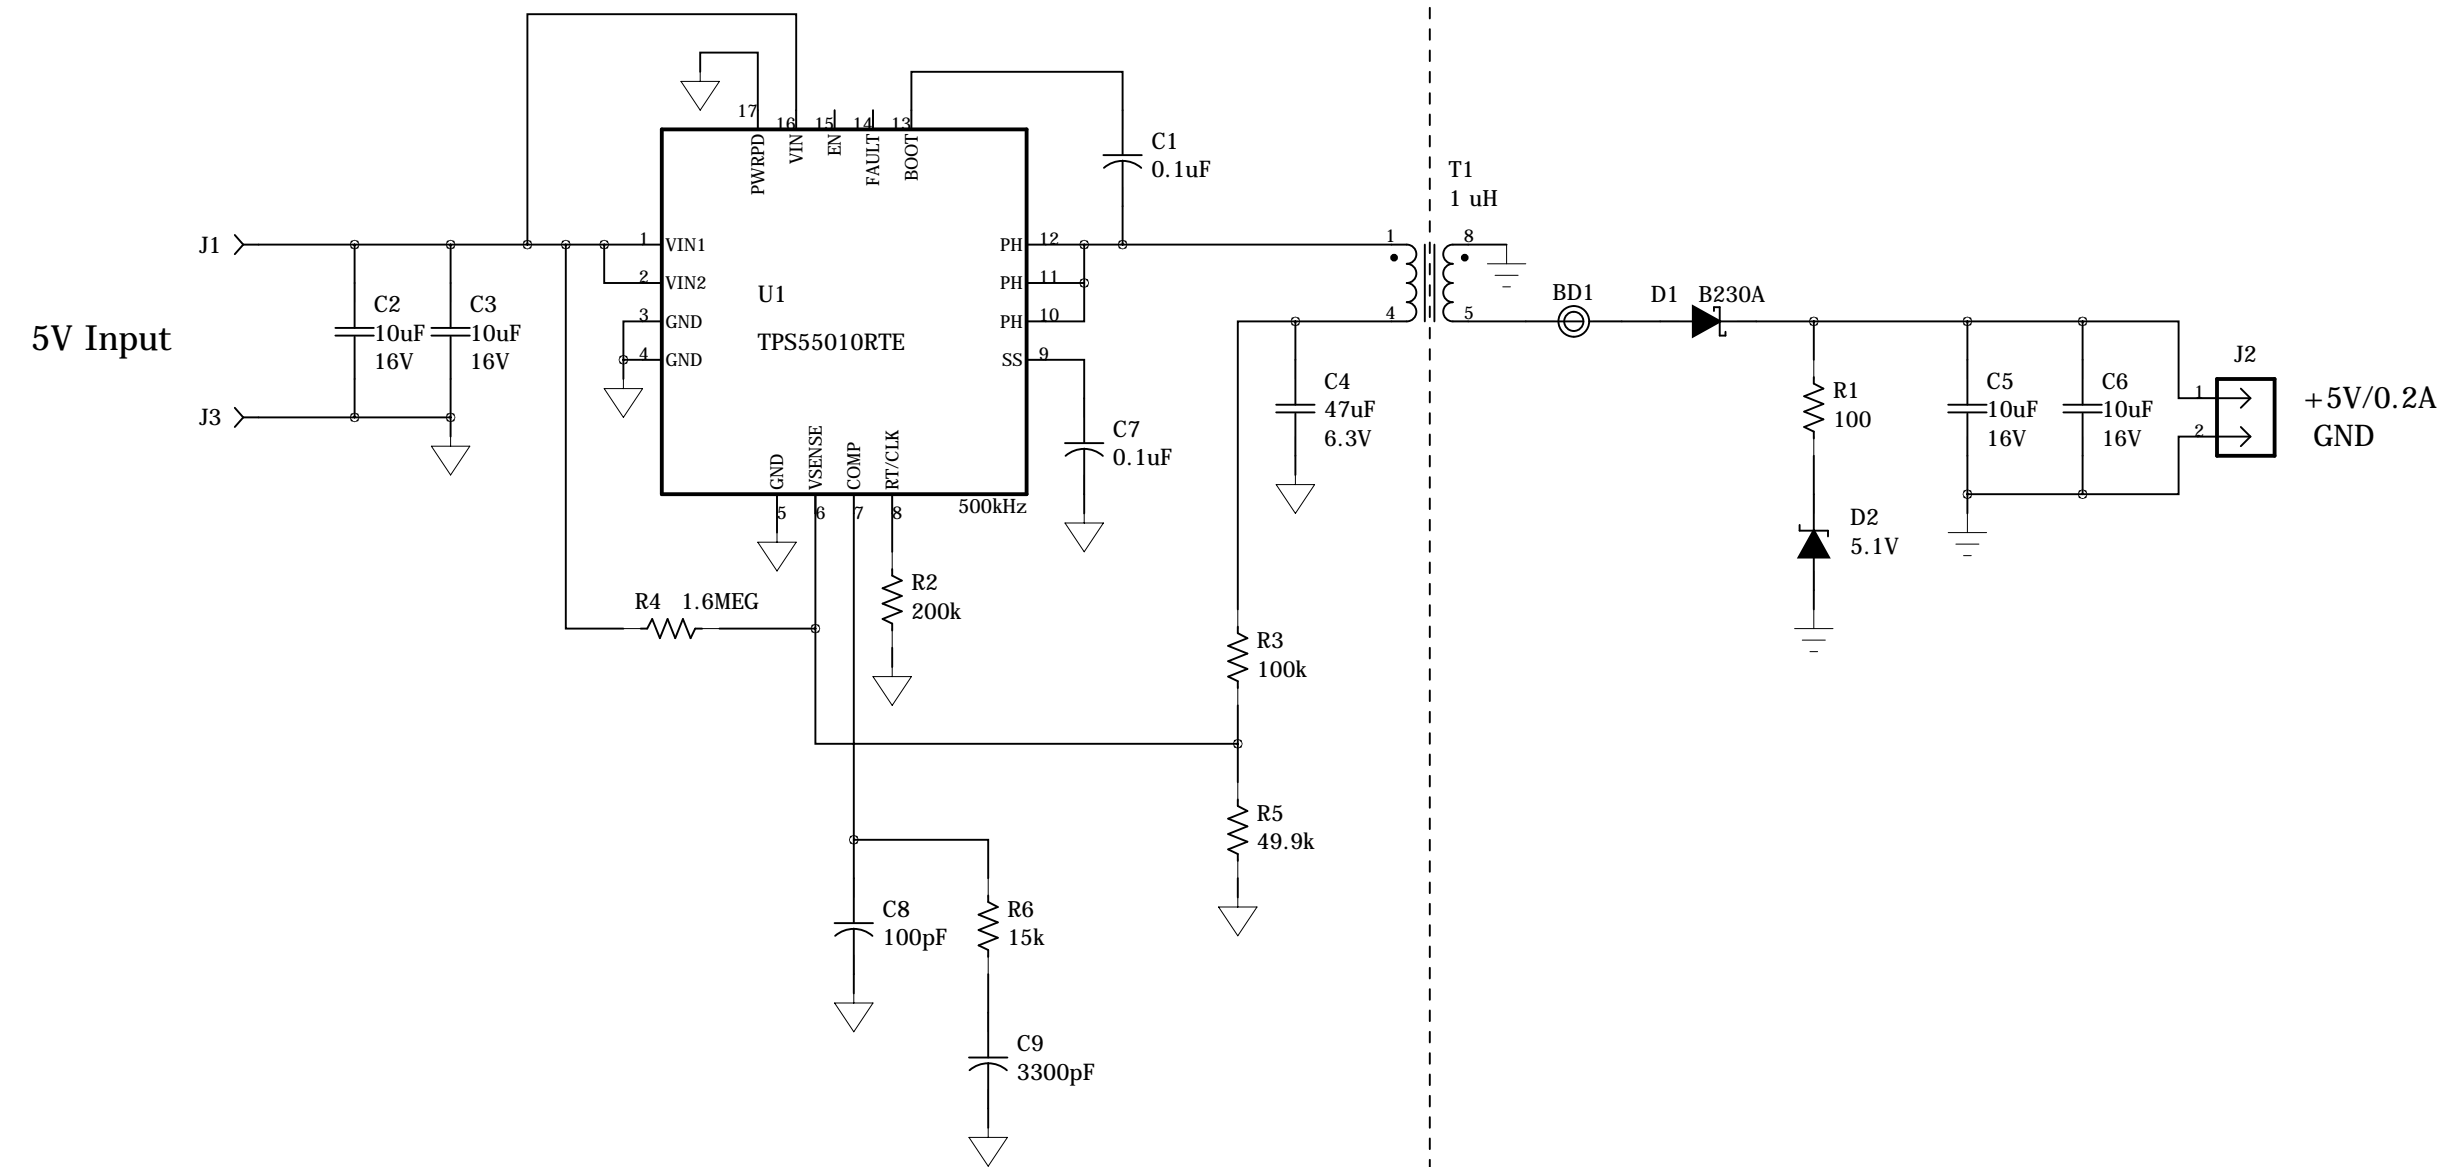 17
16
15
14
13
PWRPD
VIN
EN
FAULT
BOOT
C1
0.1uF
T1
1 uH
J1
1
VIN1
PH
12
1
8
2
VIN2
PH
11
C2
10uF
16V
C3
10uF
16V
U1
TPS55010RTE
3
GND
PH
10
4
5
BD1
D1
B230A
5V Input
4
GND
SS
9
J2
C4
47uF
6.3V
R1
100
C5
10uF
16V
C6
10uF
16V
1
+5V/0.2A
2
GND
J3
C7
0.1uF
GND
VSENSE
COMP
RT/CLK
500kHz
5
6
7
8
D2
5.1V
R4 1.6MEG
R2
200k
R3
100k
R5
49.9k
C8
100pF
R6
15k
C9
3300pF